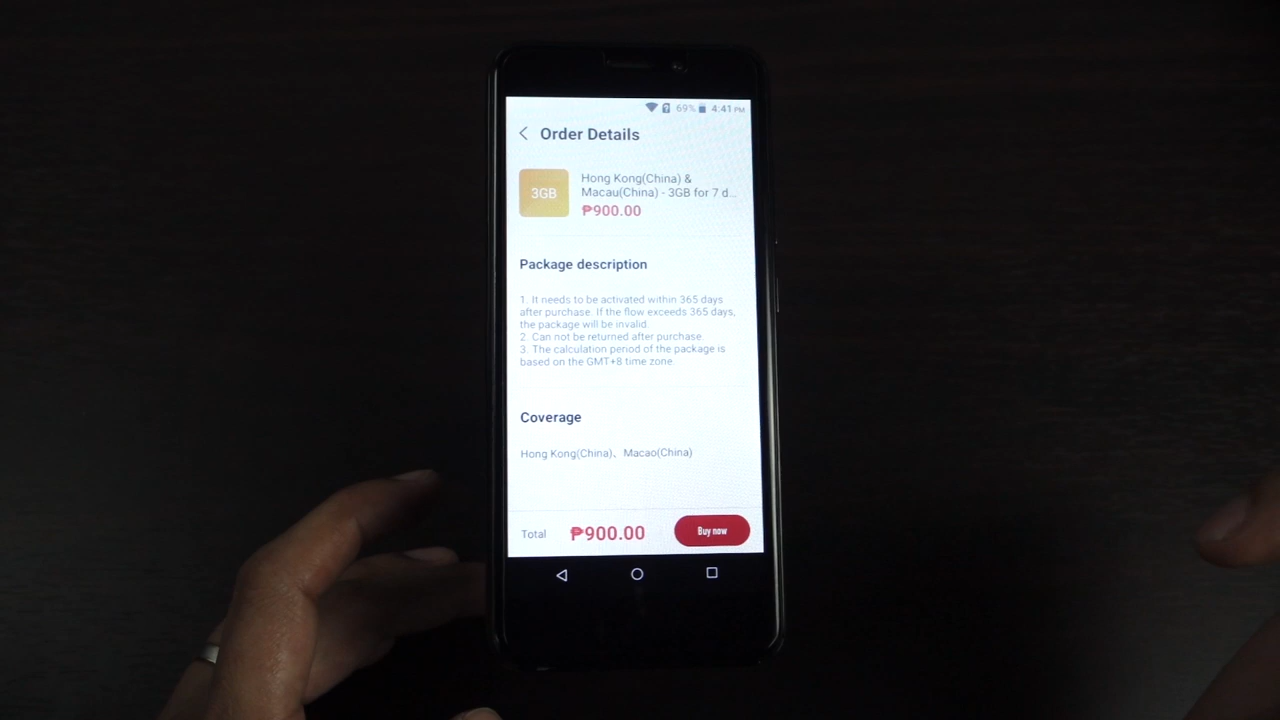 69% 4:41 PM
Order Details
3GB
Hong Kong(China) &
Macau(China) - 3GB for 7 d...
₱900.00
Package description
1. It needs to be activated within 365 days
after purchase. If the flow exceeds 365 days,
the package will be invalid.
2. Can not be returned after purchase.
3. The calculation period of the package is
based on the GMT+8 time zone.
Coverage
Hong Kong(China)、Macao(China)
Total ₱900.00 Buy now